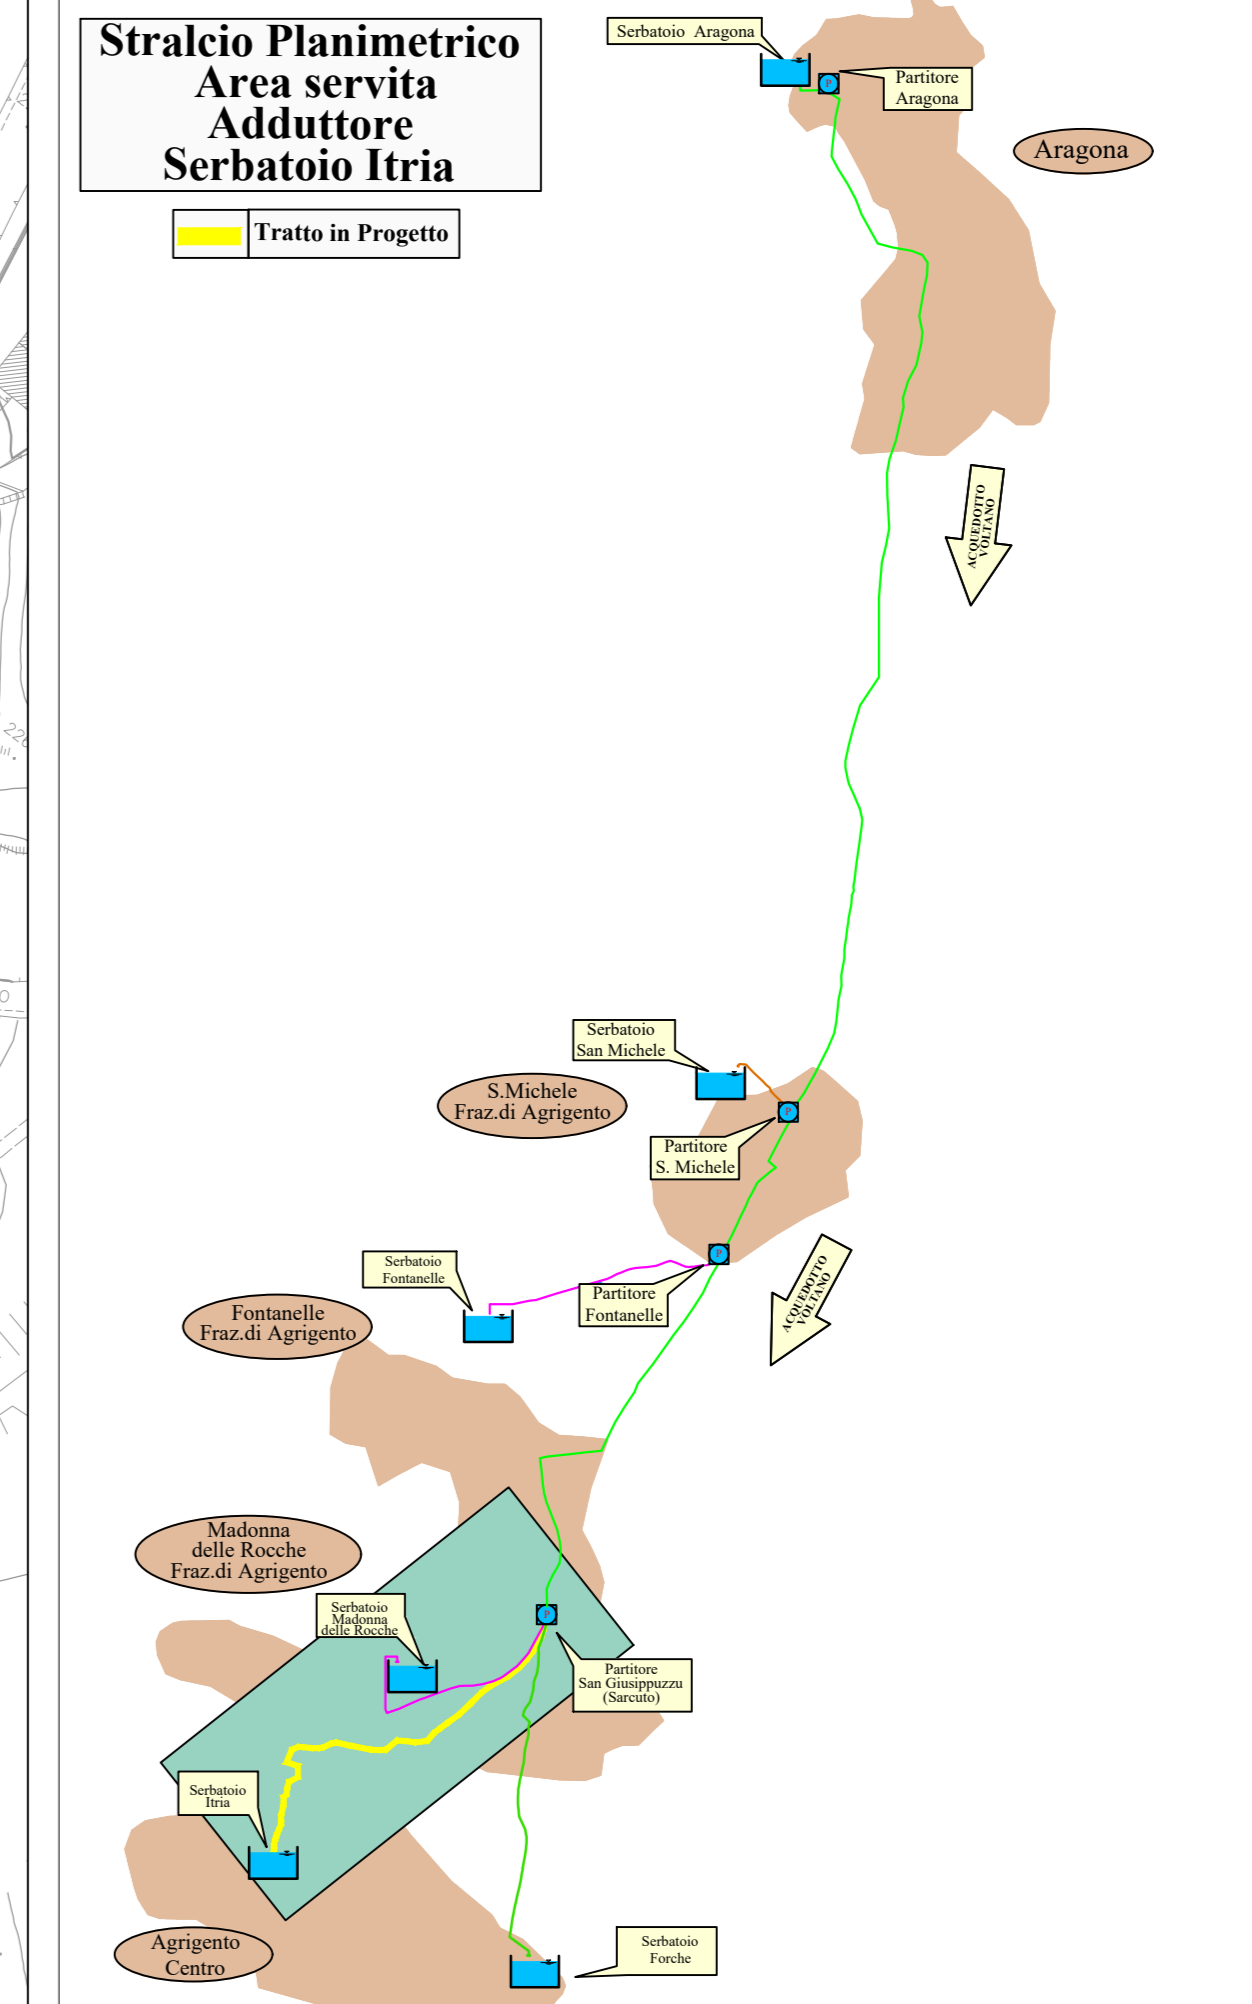 Stralcio Planimetrico
Area servita
Adduttore
Serbatoio Itria
Tratto in Progetto
Serbatoio Aragona
P
Partitore
Aragona
Aragona
ACQUEDOTTO
VOLTANO
Serbatoio
San Michele
S.Michele
Fraz.di Agrigento
P
Partitore
S. Michele
P
Serbatoio
Fontanelle
Partitore
Fontanelle
ACQUEDOTTO
VOLTANO
Fontanelle
Fraz.di Agrigento
Madonna
delle Rocche
Fraz.di Agrigento
Serbatoio
Madonna
delle Rocche
P
Partitore
San Giusippuzzu
(Sarcuto)
Serbatoio
Itria
Agrigento
Centro
Serbatoio
Forche